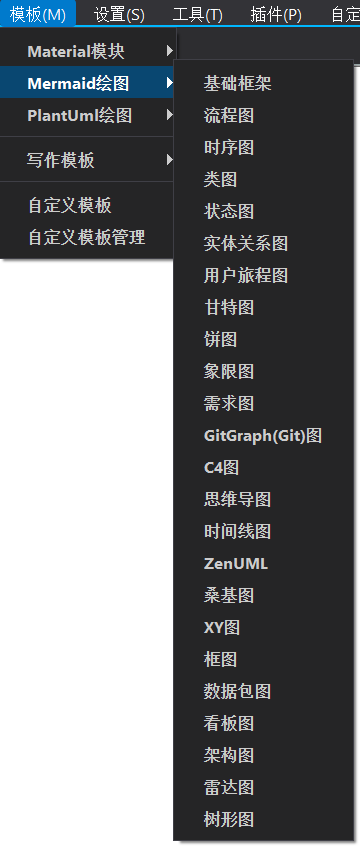 模板(M) 设置(S) 工具(T) 插件(P) 自定
Material模块
Mermaid绘图
PlantUml绘图
写作模板
自定义模板
自定义模板管理
基础框架
流程图
时序图
类图
状态图
实体关系图
用户旅程图
甘特图
饼图
象限图
需求图
GitGraph(Git)图
C4图
思维导图
时间线图
ZenUML
桑基图
XY图
框图
数据包图
看板图
架构图
雷达图
树形图